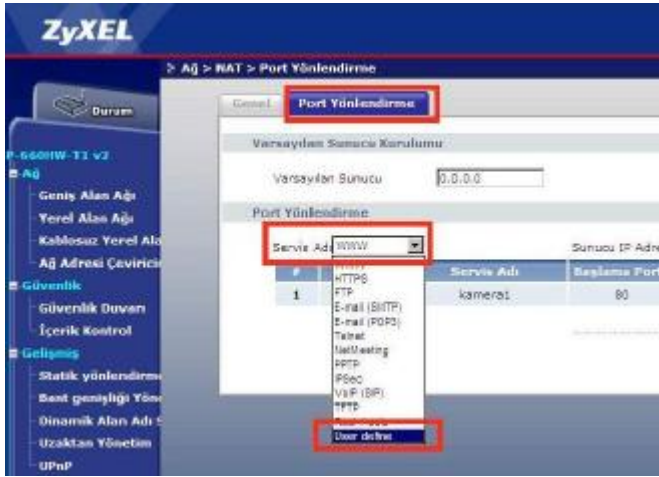 ZyXEL
> Ağ > NAT > Port Yönlendirme
Durum
Genel
Port Yönlendirme
P-660HW-T1 v2
Varsayılan Sunucu Kurulumu
Ağ
Varsayılan Sunucu
0.0.0.0
Geniş Alan Ağı
Yerel Alan Ağı
Port Yönlendirme
Kablosuz Yerel Ala
Servis Adı
WWW
Sunucu IP Adre
Ağ Adresi Çevirici
#
Servis Adı
Başlama Port
1
kamera1
80
HTTPS
FTP
E-mail (SMTP)
E-mail (POP3)
Telnet
NetMeeting
PPTP
IPSec
VoIP (SIP)
TFTP
User define
Güvenlik
Güvenlik Duvarı
İçerik Kontrol
Gelişmiş
Statik yönlendirme
Bant genişliği Yöne
Dinamik Alan Adı S
Uzaktan Yönetim
UPnP